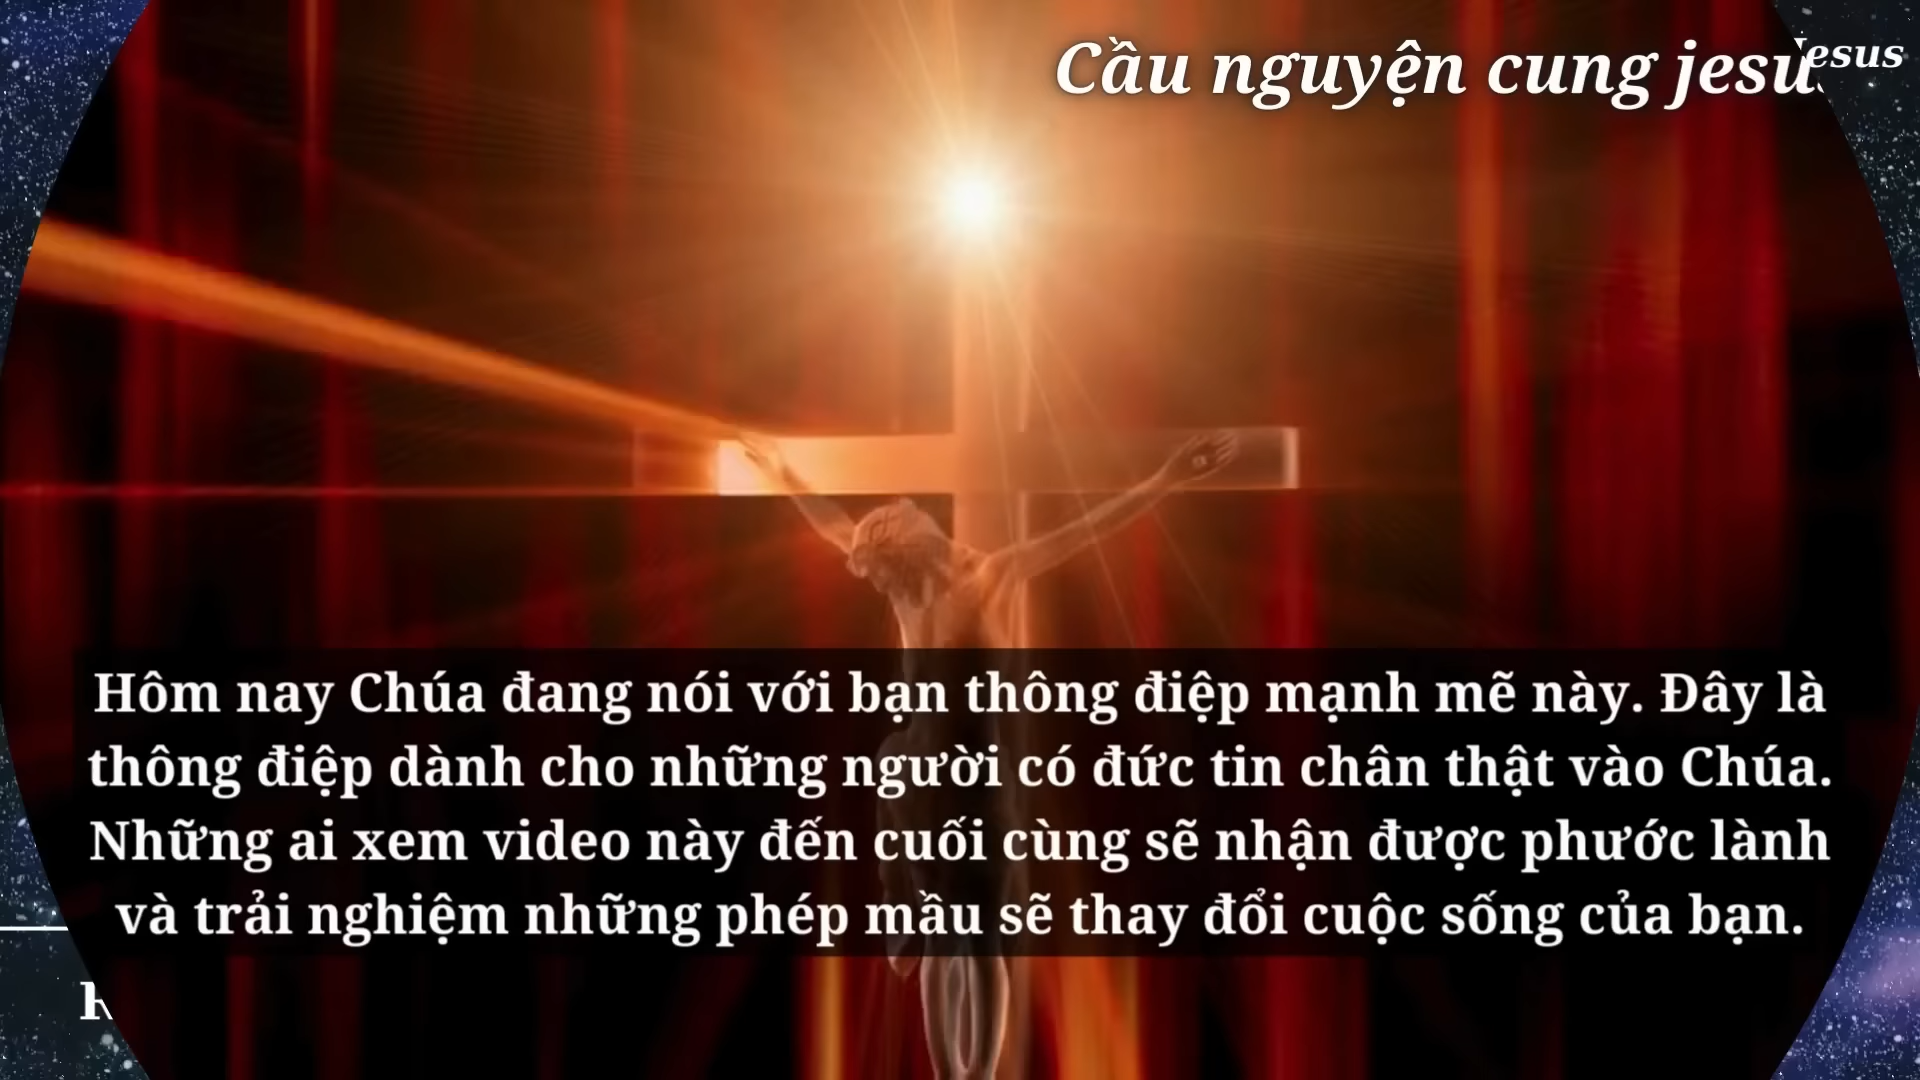 Cầu nguyện cung jesu
Jesus
Hôm nay Chúa đang nói với bạn thông điệp mạnh mẽ này. Đây là
thông điệp dành cho những người có đức tin chân thật vào Chúa.
Những ai xem video này đến cuối cùng sẽ nhận được phước lành
và trải nghiệm những phép mầu sẽ thay đổi cuộc sống của bạn.